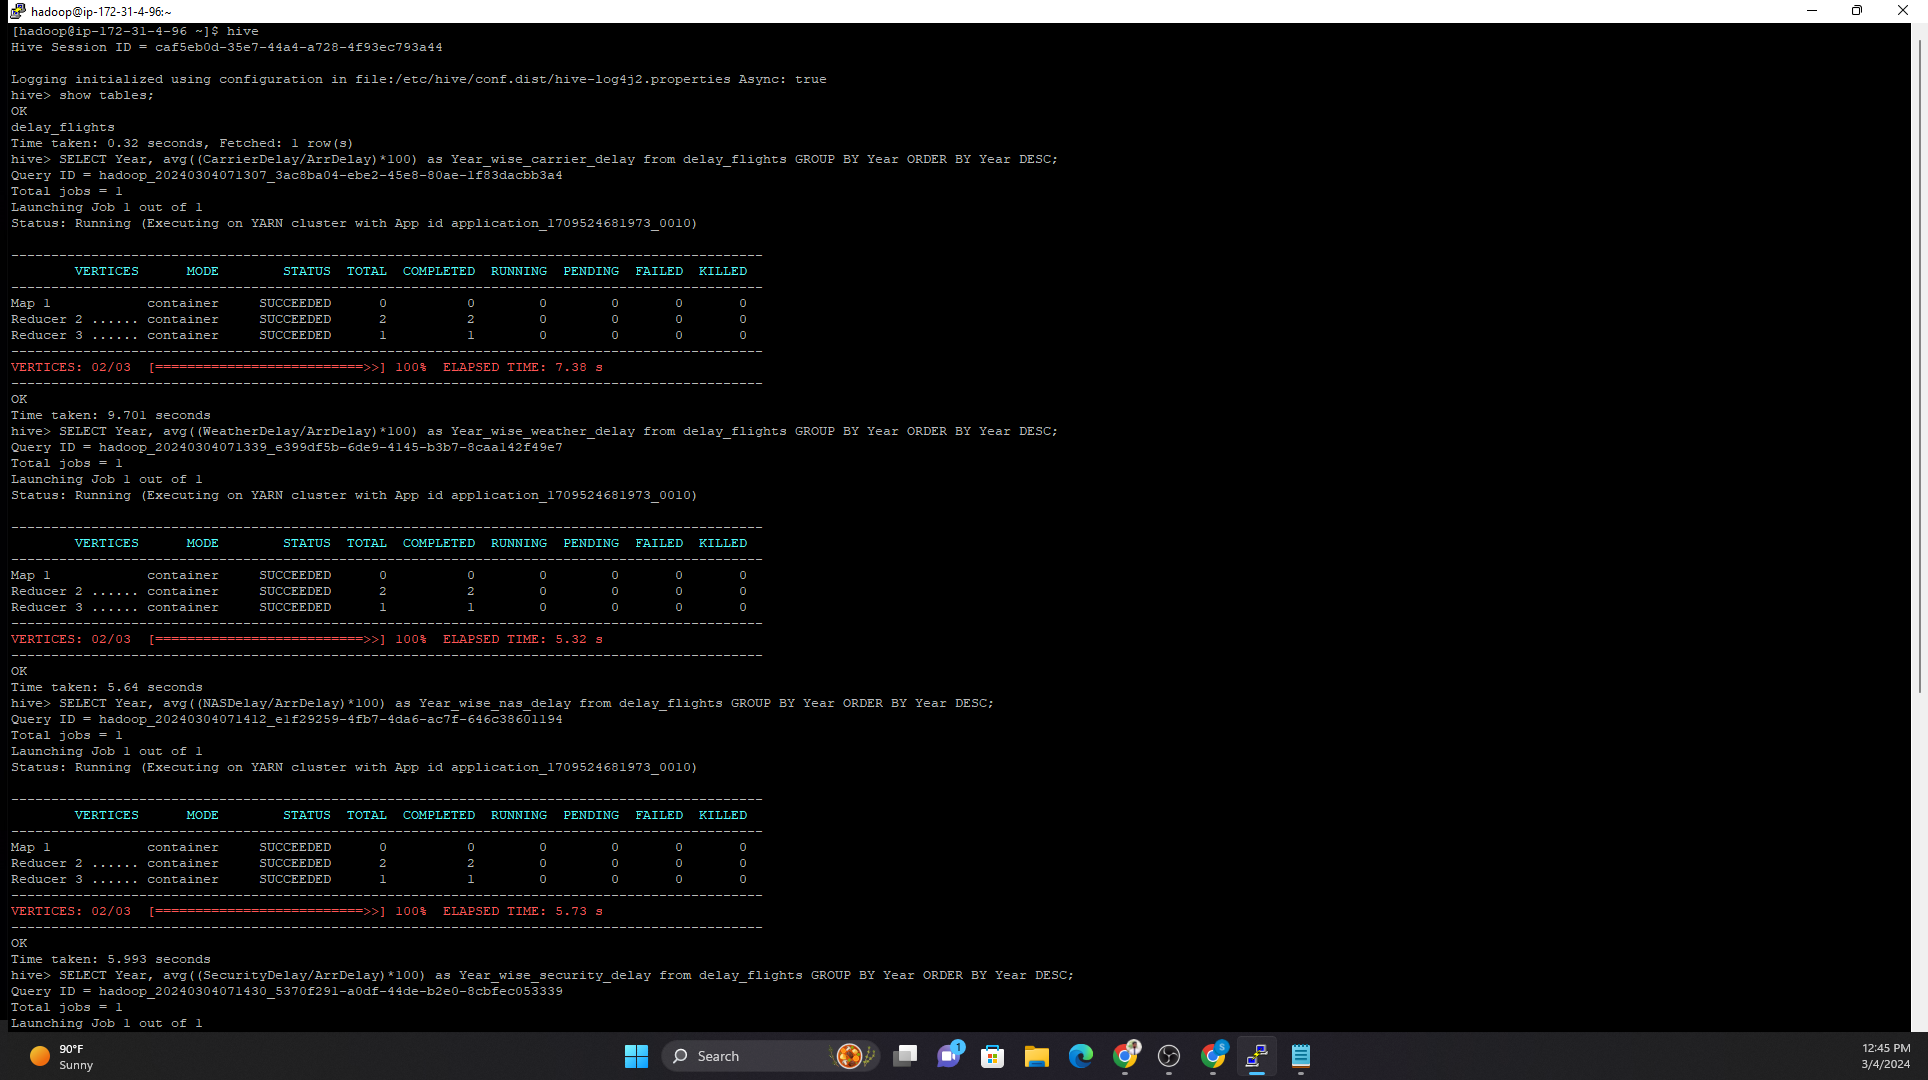 hadoop@ip-172-31-4-96:~
[hadoop@ip-172-31-4-96 ~]$ hive
Hive Session ID = caf5eb0d-35e7-44a4-a728-4f93ec793a44
Logging initialized using configuration in file:/etc/hive/conf.dist/hive-log4j2.properties Async: true
hive> show tables;
OK
delay_flights
Time taken: 0.32 seconds, Fetched: 1 row(s)
hive> SELECT Year, avg((CarrierDelay/ArrDelay)*100) as Year_wise_carrier_delay from delay_flights GROUP BY Year ORDER BY Year DESC;
Query ID = hadoop_20240304071307_3ac8ba04-ebe2-45e8-80ae-1f83dacbb3a4
Total jobs = 1
Launching Job 1 out of 1
Status: Running (Executing on YARN cluster with App id application_1709524681973_0010)
----------------------------------------------------------------------------------------------
VERTICES MODE STATUS TOTAL COMPLETED RUNNING PENDING FAILED KILLED
----------------------------------------------------------------------------------------------
Map 1 container SUCCEEDED 0 0 0 0 0 0
Reducer 2 ...... container SUCCEEDED 2 2 0 0 0 0
Reducer 3 ...... container SUCCEEDED 1 1 0 0 0 0
----------------------------------------------------------------------------------------------
VERTICES: 02/03 [==========================>>] 100% ELAPSED TIME: 7.38 s
----------------------------------------------------------------------------------------------
OK
Time taken: 9.701 seconds
hive> SELECT Year, avg((WeatherDelay/ArrDelay)*100) as Year_wise_weather_delay from delay_flights GROUP BY Year ORDER BY Year DESC;
Query ID = hadoop_20240304071339_e399df5b-6de9-4145-b3b7-8caa142f49e7
Total jobs = 1
Launching Job 1 out of 1
Status: Running (Executing on YARN cluster with App id application_1709524681973_0010)
----------------------------------------------------------------------------------------------
VERTICES MODE STATUS TOTAL COMPLETED RUNNING PENDING FAILED KILLED
----------------------------------------------------------------------------------------------
Map 1 container SUCCEEDED 0 0 0 0 0 0
Reducer 2 ...... container SUCCEEDED 2 2 0 0 0 0
Reducer 3 ...... container SUCCEEDED 1 1 0 0 0 0
----------------------------------------------------------------------------------------------
VERTICES: 02/03 [==========================>>] 100% ELAPSED TIME: 5.32 s
----------------------------------------------------------------------------------------------
OK
Time taken: 5.64 seconds
hive> SELECT Year, avg((NASDelay/ArrDelay)*100) as Year_wise_nas_delay from delay_flights GROUP BY Year ORDER BY Year DESC;
Query ID = hadoop_20240304071412_e1f29259-4fb7-4da6-ac7f-646c38601194
Total jobs = 1
Launching Job 1 out of 1
Status: Running (Executing on YARN cluster with App id application_1709524681973_0010)
----------------------------------------------------------------------------------------------
VERTICES MODE STATUS TOTAL COMPLETED RUNNING PENDING FAILED KILLED
----------------------------------------------------------------------------------------------
Map 1 container SUCCEEDED 0 0 0 0 0 0
Reducer 2 ...... container SUCCEEDED 2 2 0 0 0 0
Reducer 3 ...... container SUCCEEDED 1 1 0 0 0 0
----------------------------------------------------------------------------------------------
VERTICES: 02/03 [==========================>>] 100% ELAPSED TIME: 5.73 s
----------------------------------------------------------------------------------------------
OK
Time taken: 5.993 seconds
hive> SELECT Year, avg((SecurityDelay/ArrDelay)*100) as Year_wise_security_delay from delay_flights GROUP BY Year ORDER BY Year DESC;
Query ID = hadoop_20240304071430_5370f291-a0df-44de-b2e0-8cbfec053339
Total jobs = 1
Launching Job 1 out of 1
90°F
Sunny
Search
1
S
12:45 PM
3/4/2024